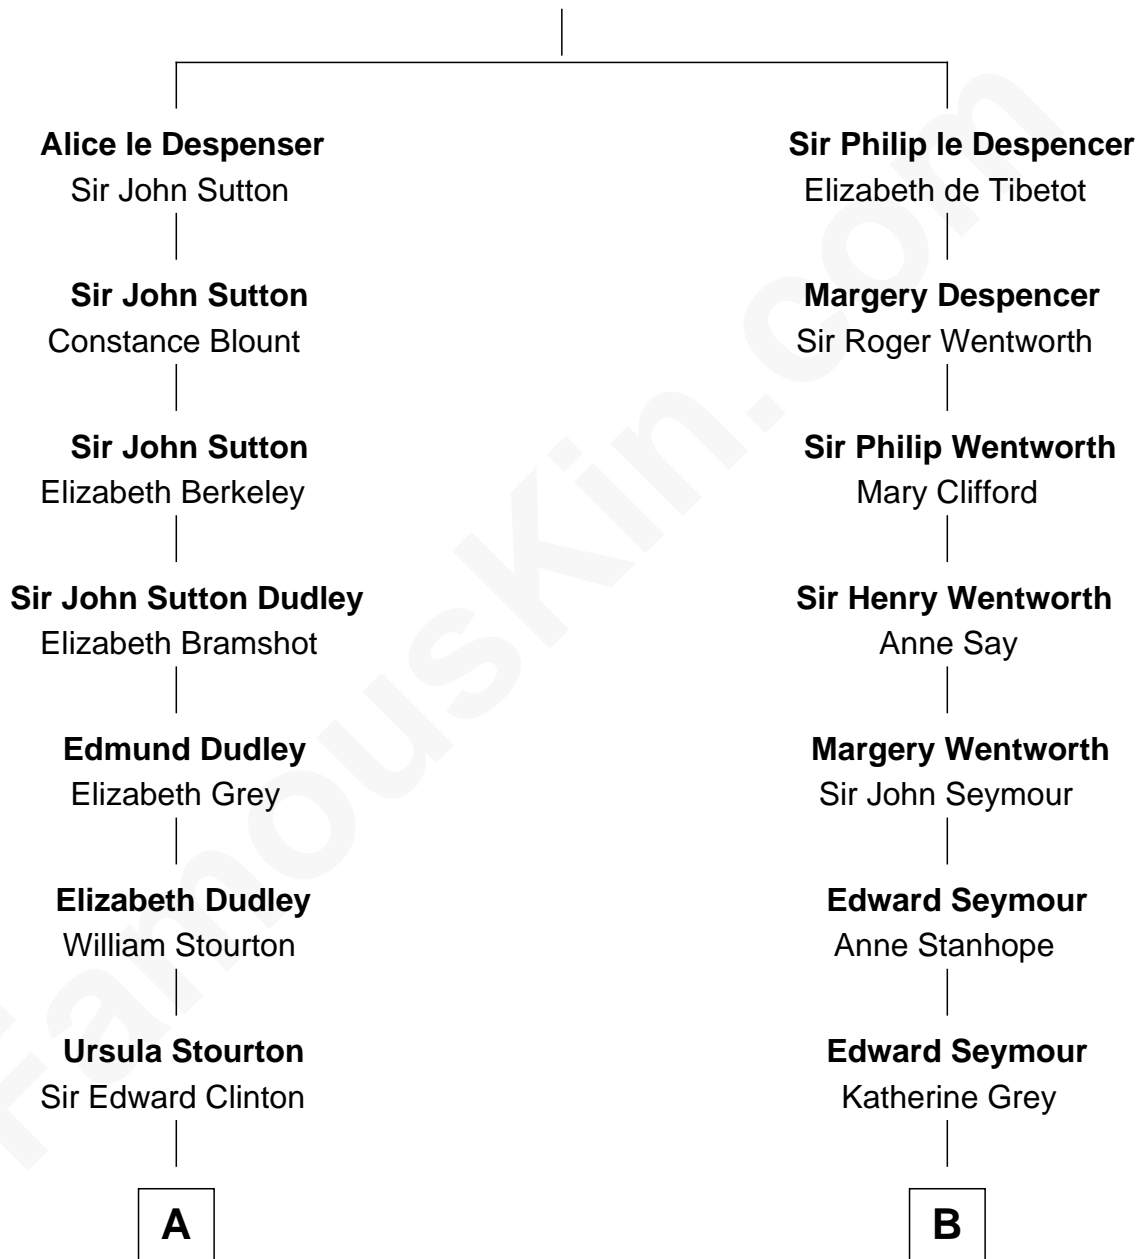 Alice le Despenser
Sir John Sutton
Sir John Sutton
Constance Blount
Sir John Sutton
Elizabeth Berkeley
Sir John Sutton Dudley
Elizabeth Bramshot
Edmund Dudley
Elizabeth Grey
Elizabeth Dudley
William Stourton
Ursula Stourton
Sir Edward Clinton
A
Sir Philip le Despencer
Elizabeth de Tibetot
Margery Despencer
Sir Roger Wentworth
Sir Philip Wentworth
Mary Clifford
Sir Henry Wentworth
Anne Say
Margery Wentworth
Sir John Seymour
Edward Seymour
Anne Stanhope
Edward Seymour
Katherine Grey
B
FamousKin.com